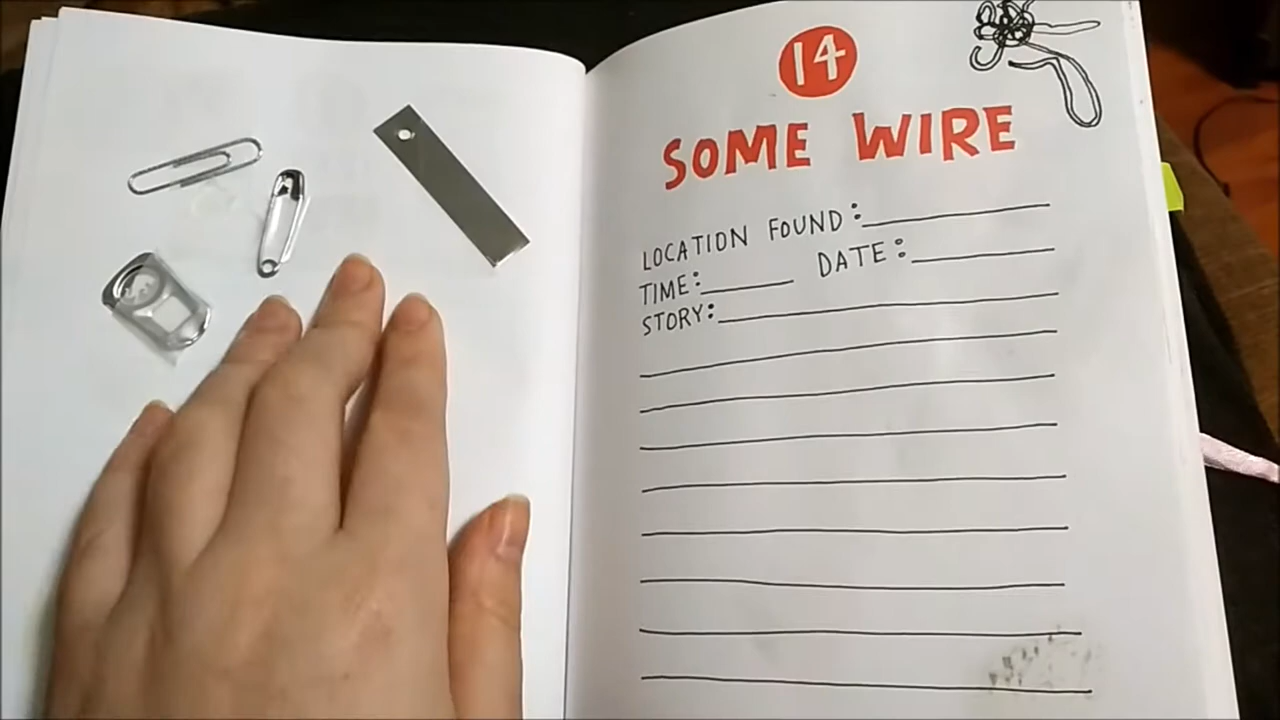 14
SOME WIRE
LOCATION FOUND:
TIME: DATE:
STORY: